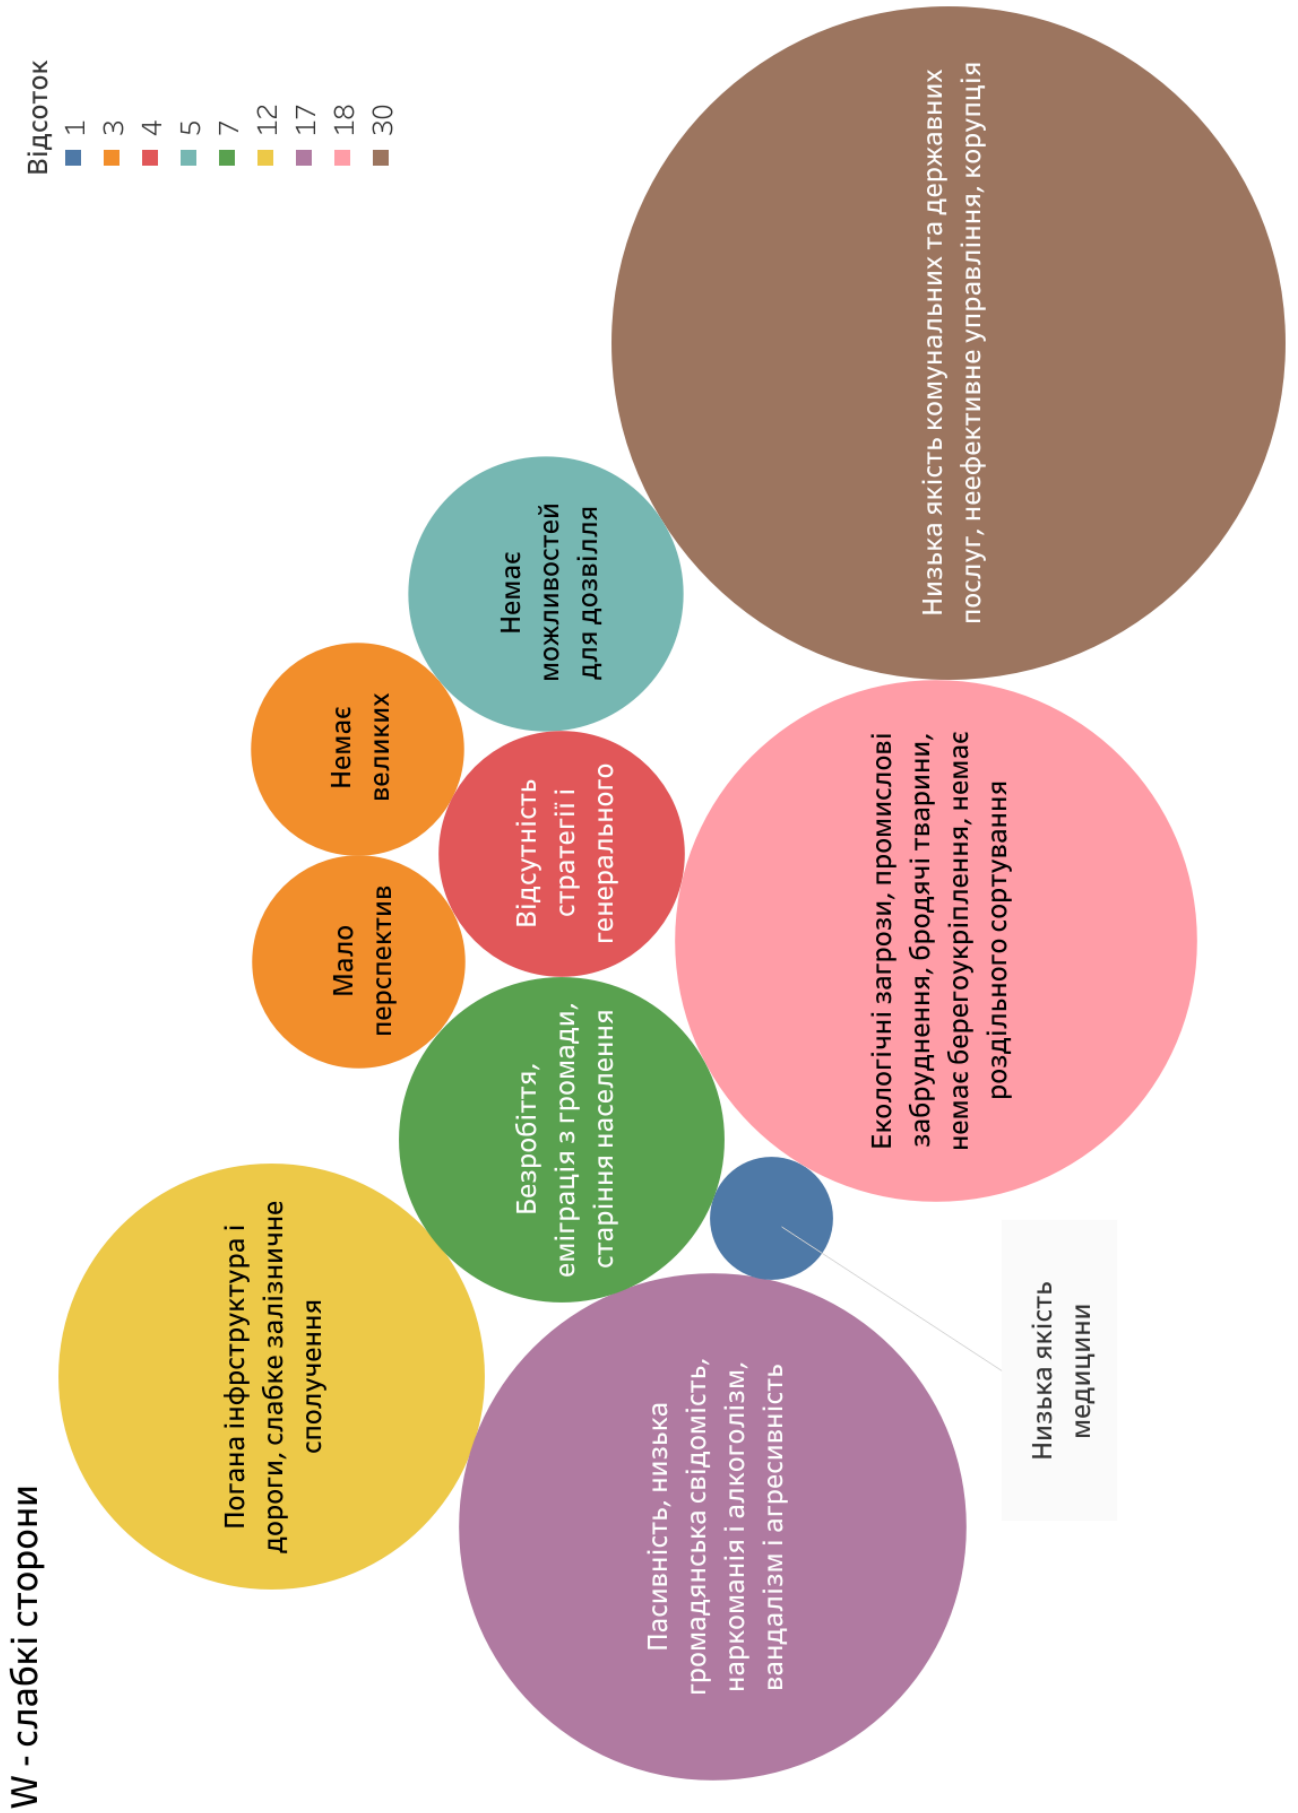 W - слабкі сторони
Відсоток
1
3
4
5
7
12
17
18
30
Погана інфрструктура і
дороги, слабке залізничне
сполучення
Мало
перспектив
Немає
великих
Безробіття,
еміграція з громади,
старіння населення
Відсутність
стратегії і
генерального
Немає
можливостей
для дозвілля
Пасивність, низька
громадянська свідомість,
наркоманія і алкоголізм,
вандалізм і агресивність
Екологічні загрози, промислові
забруднення, бродячі тварини,
немає берегоукріплення, немає
роздільного сортування
Низька якість комунальних та державних
послуг, неефективне управління, корупція
Низька якість
медицини